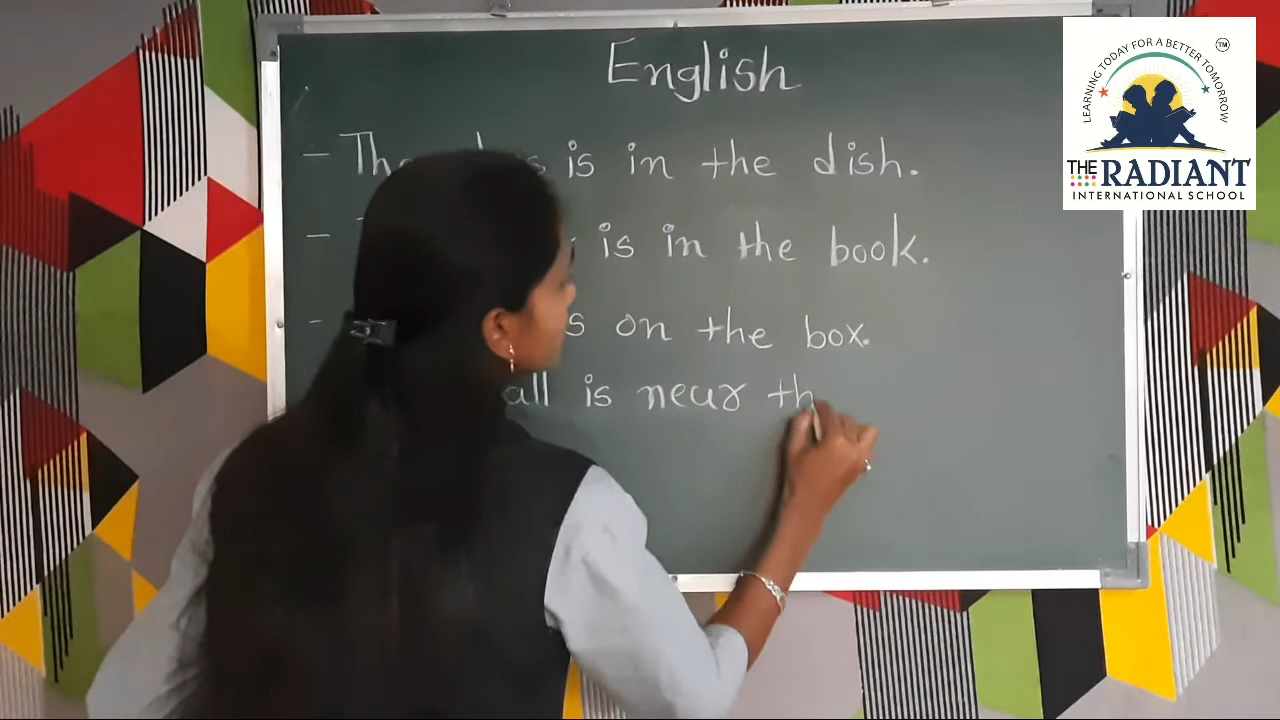 English
- The is in the dish.
- is in the book.
- on the box.
all is near th
LEARNING TODAY FOR A BETTER TOMORROW
TM
THE RADIANT
INTERNATIONAL SCHOOL